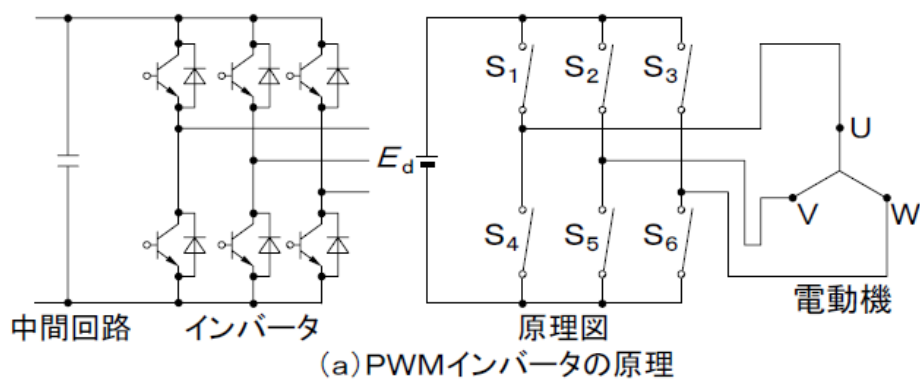 S1 S2 S3
Ed
U
V W
S4 S5 S6
電動機
中間回路 インバータ 原理図
(a)PWMインバータの原理